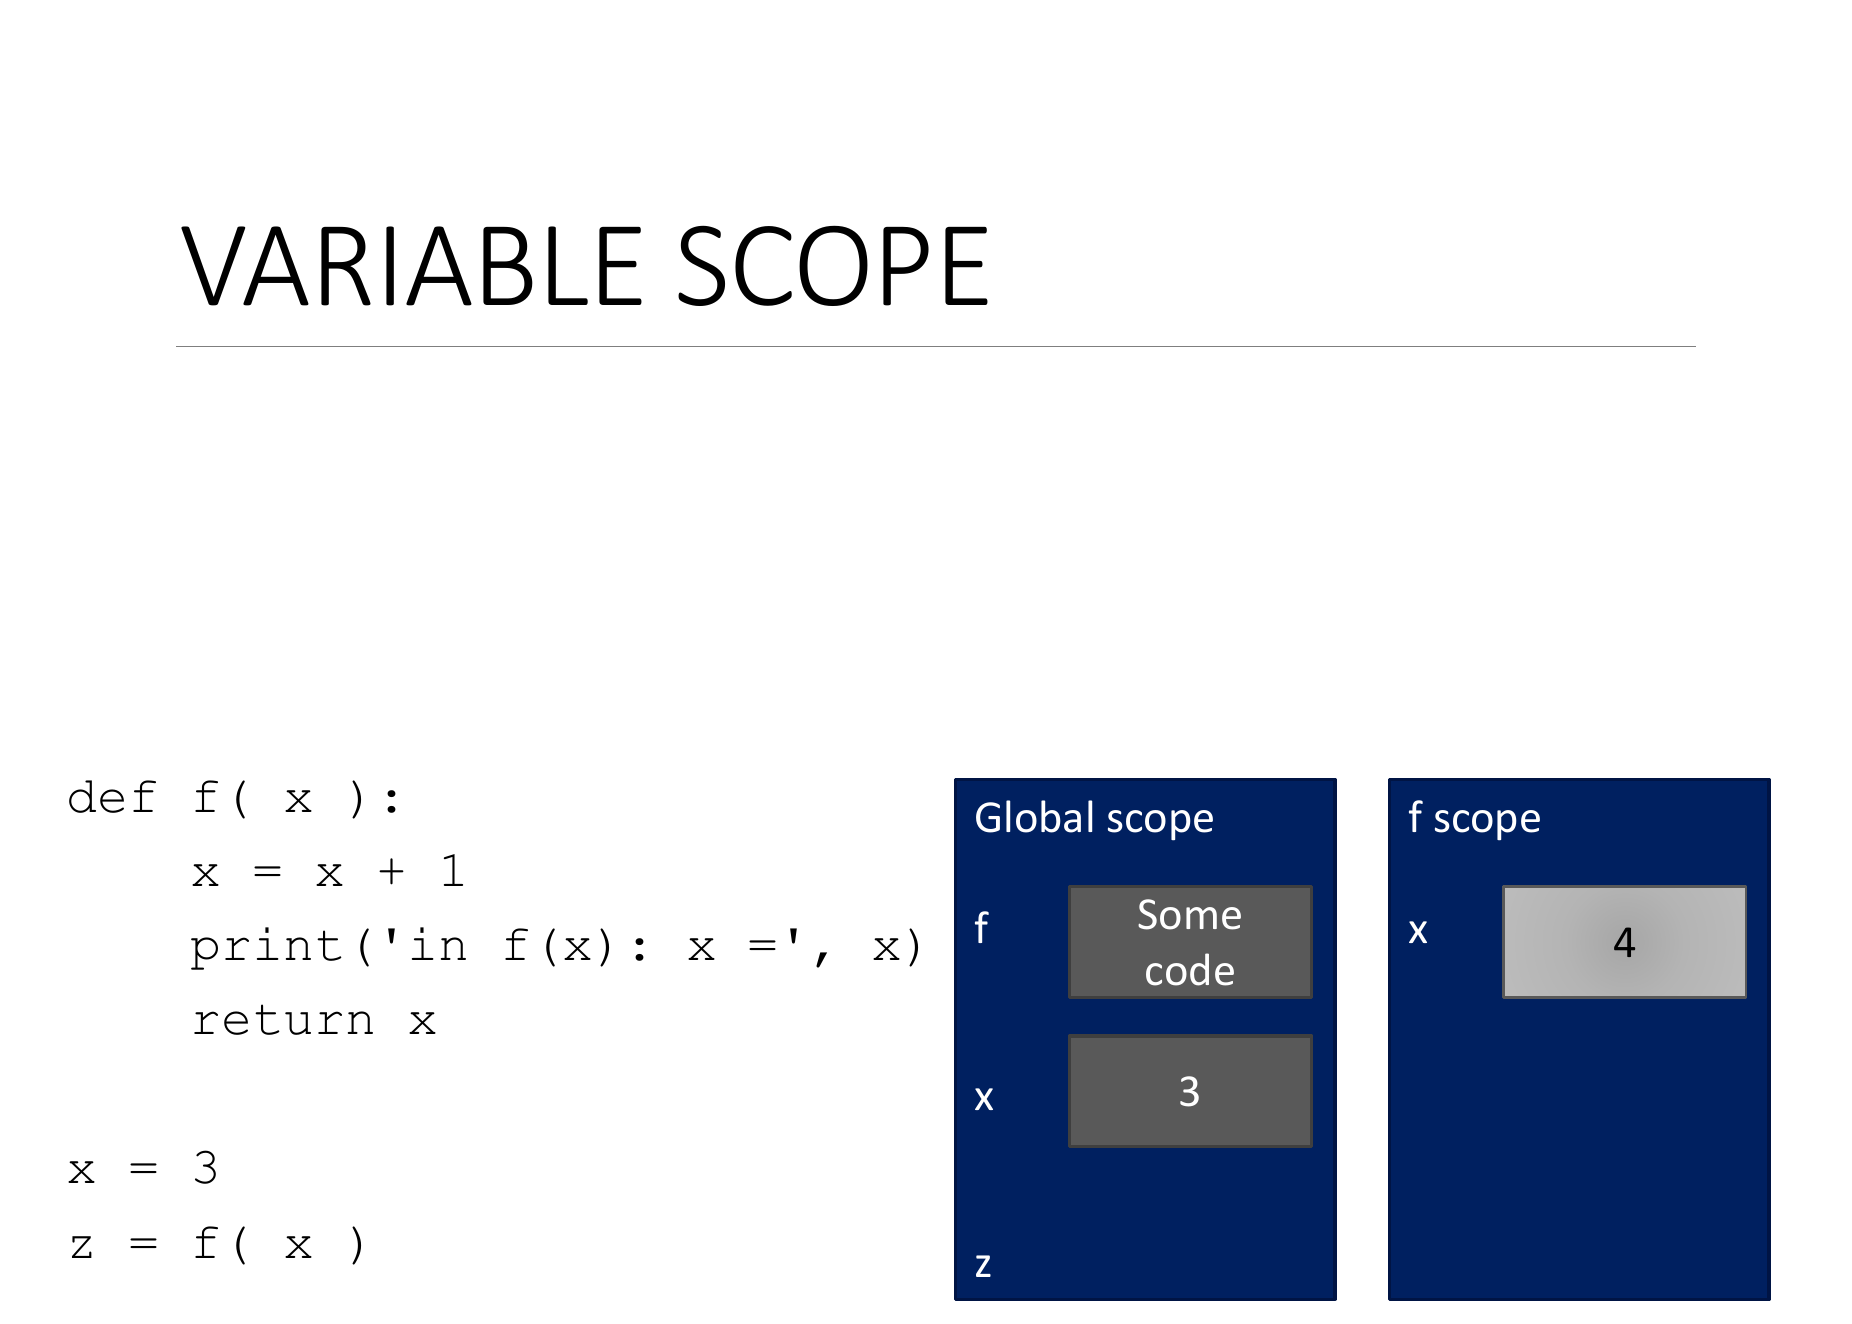 VARIABLE SCOPE
def f( x ):
    x = x + 1
    print('in f(x): x =', x)
    return x
x = 3
z = f( x )
Global scope
f
Some
code
x
3
z
f scope
x
4